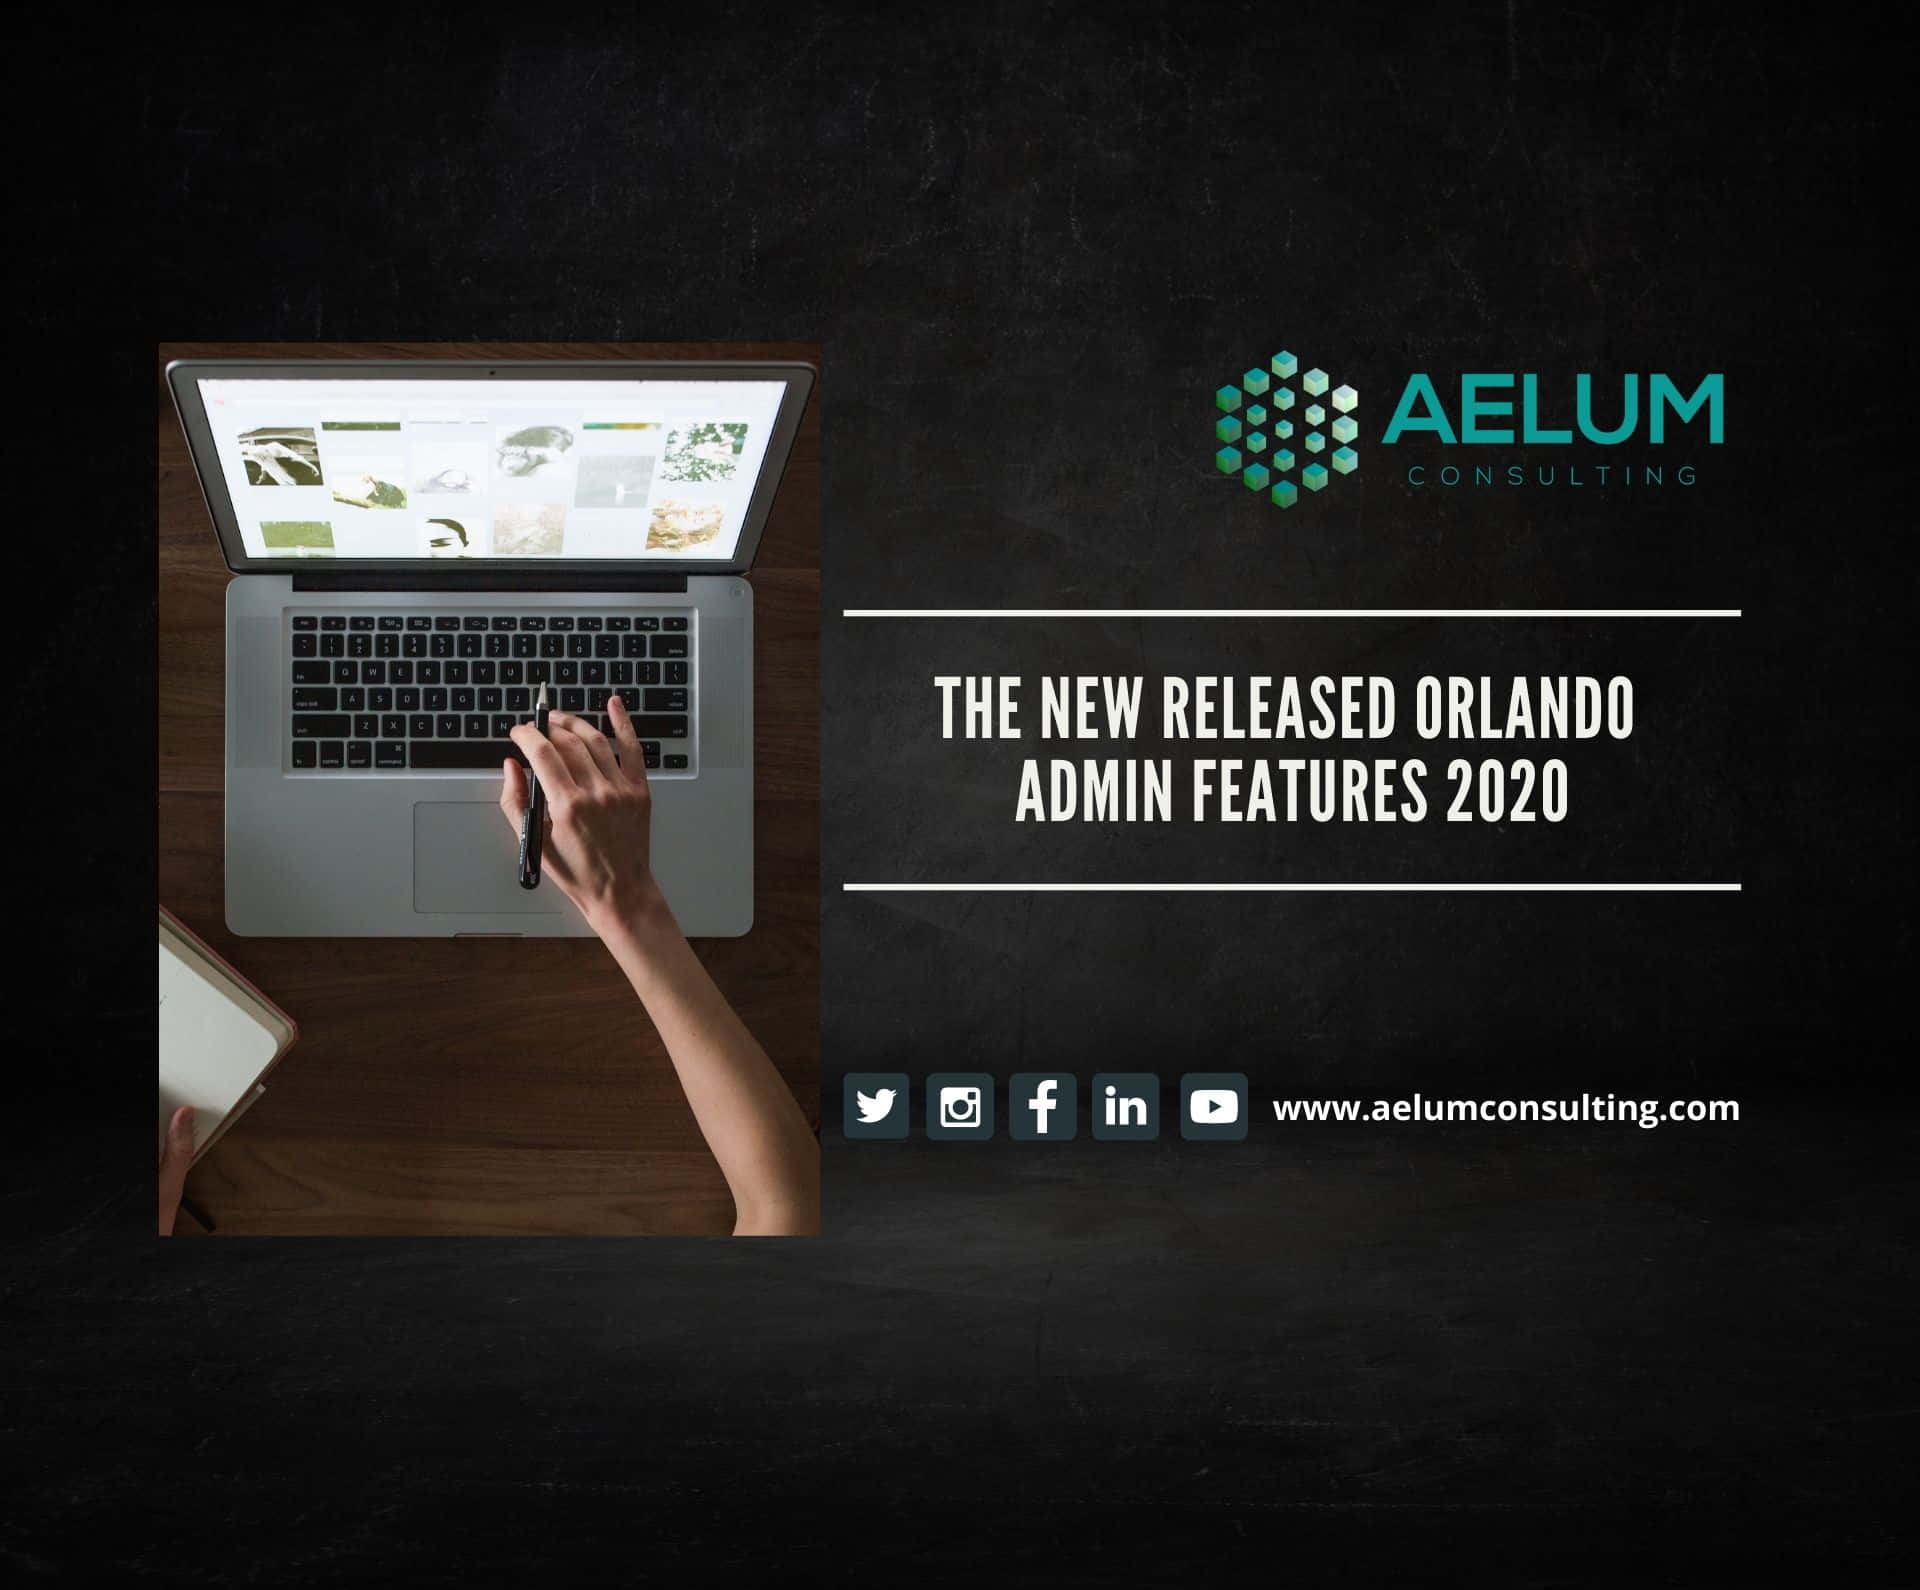 AELUM
CONSULTING
THE NEW RELEASED ORLANDO
ADMIN FEATURES 2020
www.aelumconsulting.com